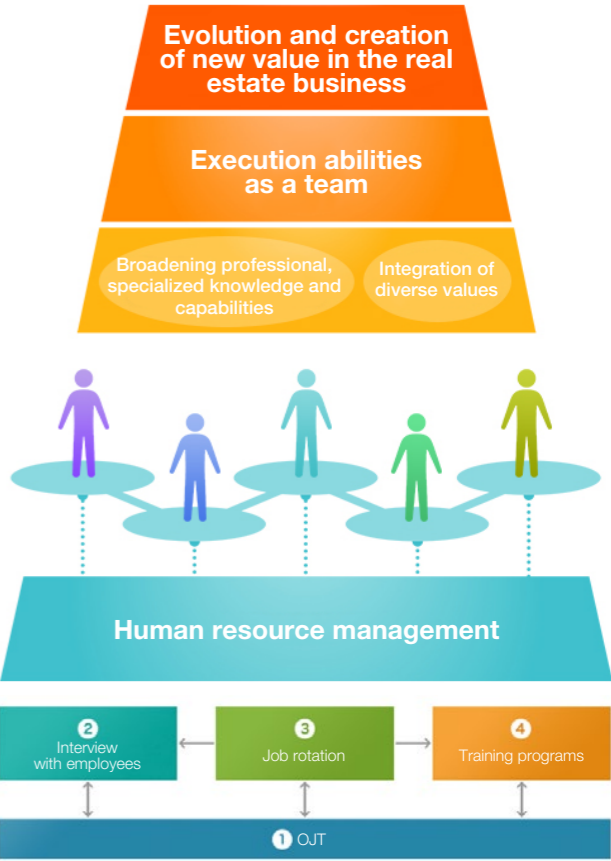 Evolution and creation
of new value in the real
estate business
Execution abilities
as a team
Broadening professional,
specialized knowledge and
capabilities
Integration of
diverse values
Human resource management
2
Interview
with employees
3
Job rotation
4
Training programs
1 OJT